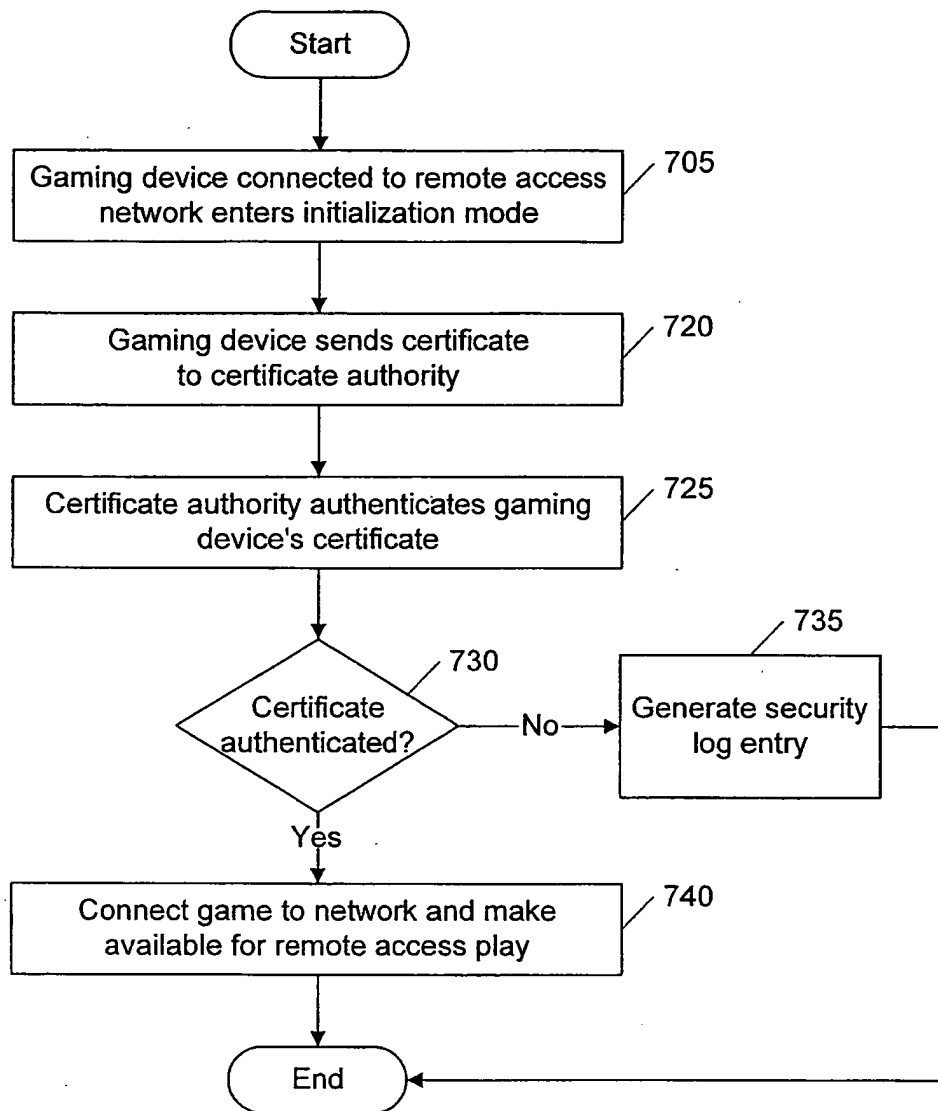 Start
705
Gaming device connected to remote access
network enters initialization mode
720
Gaming device sends certificate
to certificate authority
725
Certificate authority authenticates gaming
device's certificate
730
Certificate
authenticated?
No
735
Generate security
log entry
Yes
740
Connect game to network and make
available for remote access play
End